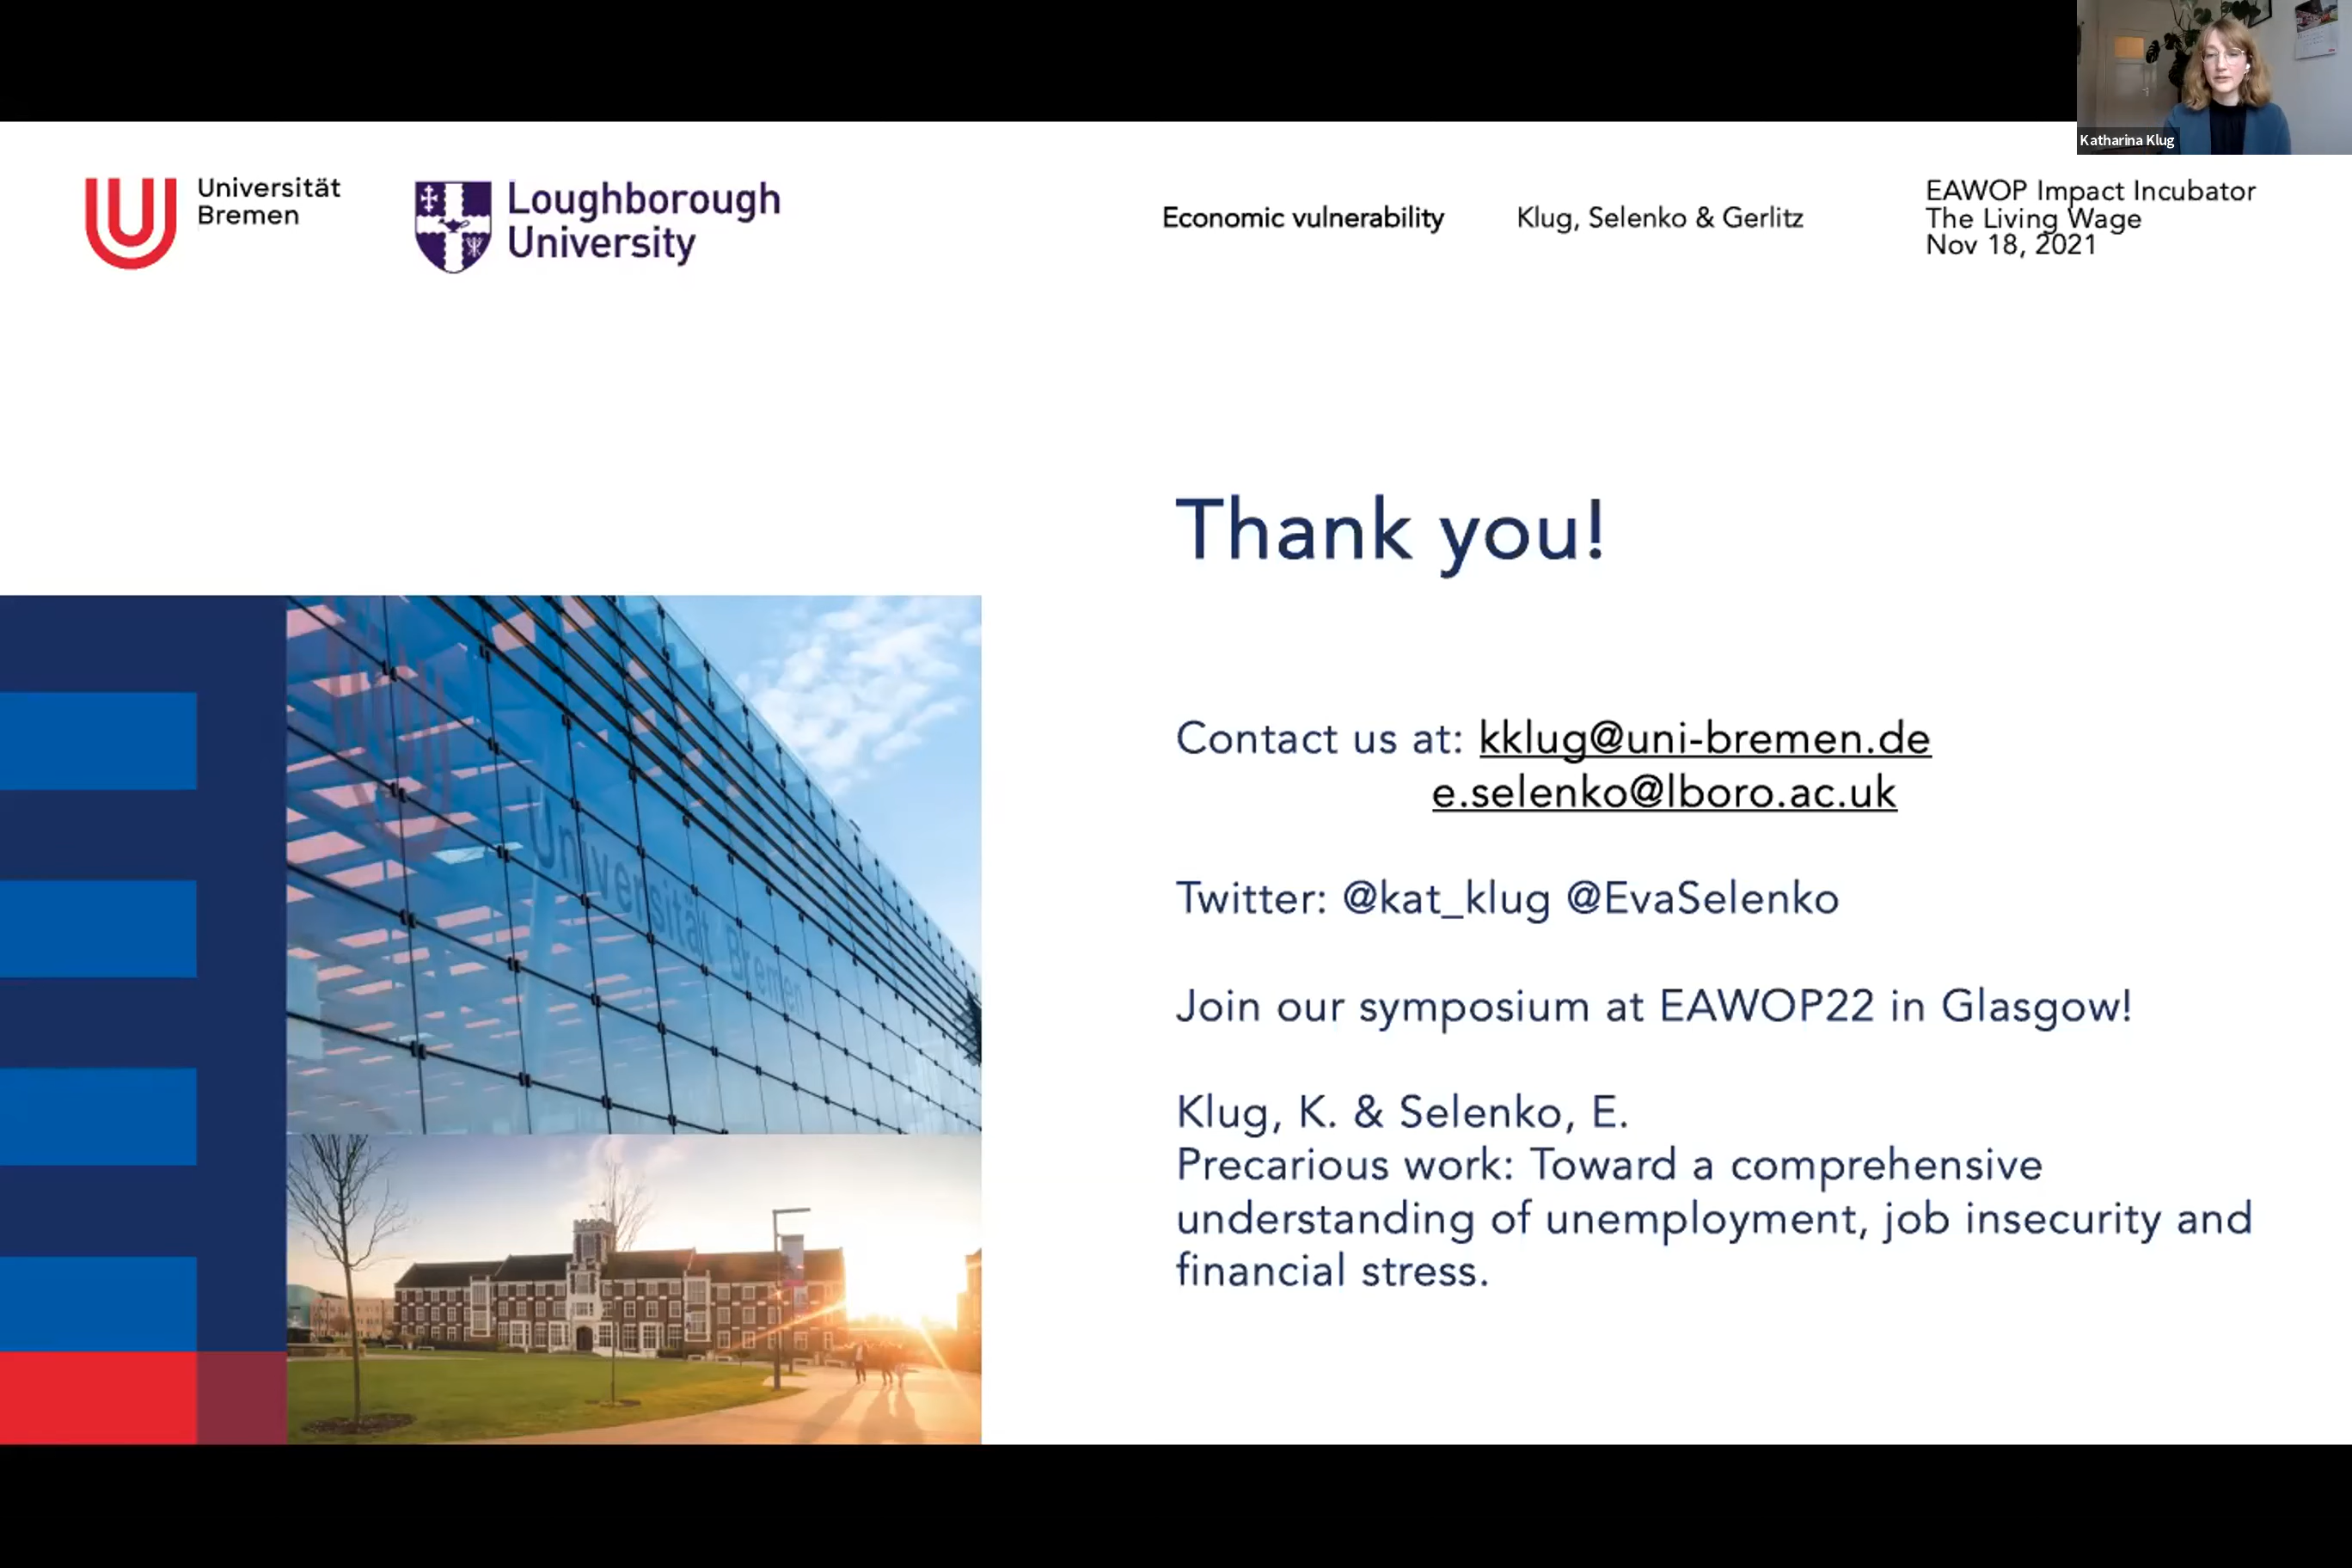 Katharina Klug
Universität
Bremen
Loughborough
University
Economic vulnerability
Klug, Selenko & Gerlitz
EAWOP Impact Incubator
The Living Wage
Nov 18, 2021
Thank you!
Universität Bremen
Contact us at: kklug@uni-bremen.de
e.selenko@lboro.ac.uk
Twitter: @kat_klug @EvaSelenko
Join our symposium at EAWOP22 in Glasgow!
Klug, K. & Selenko, E.
Precarious work: Toward a comprehensive
understanding of unemployment, job insecurity and
financial stress.